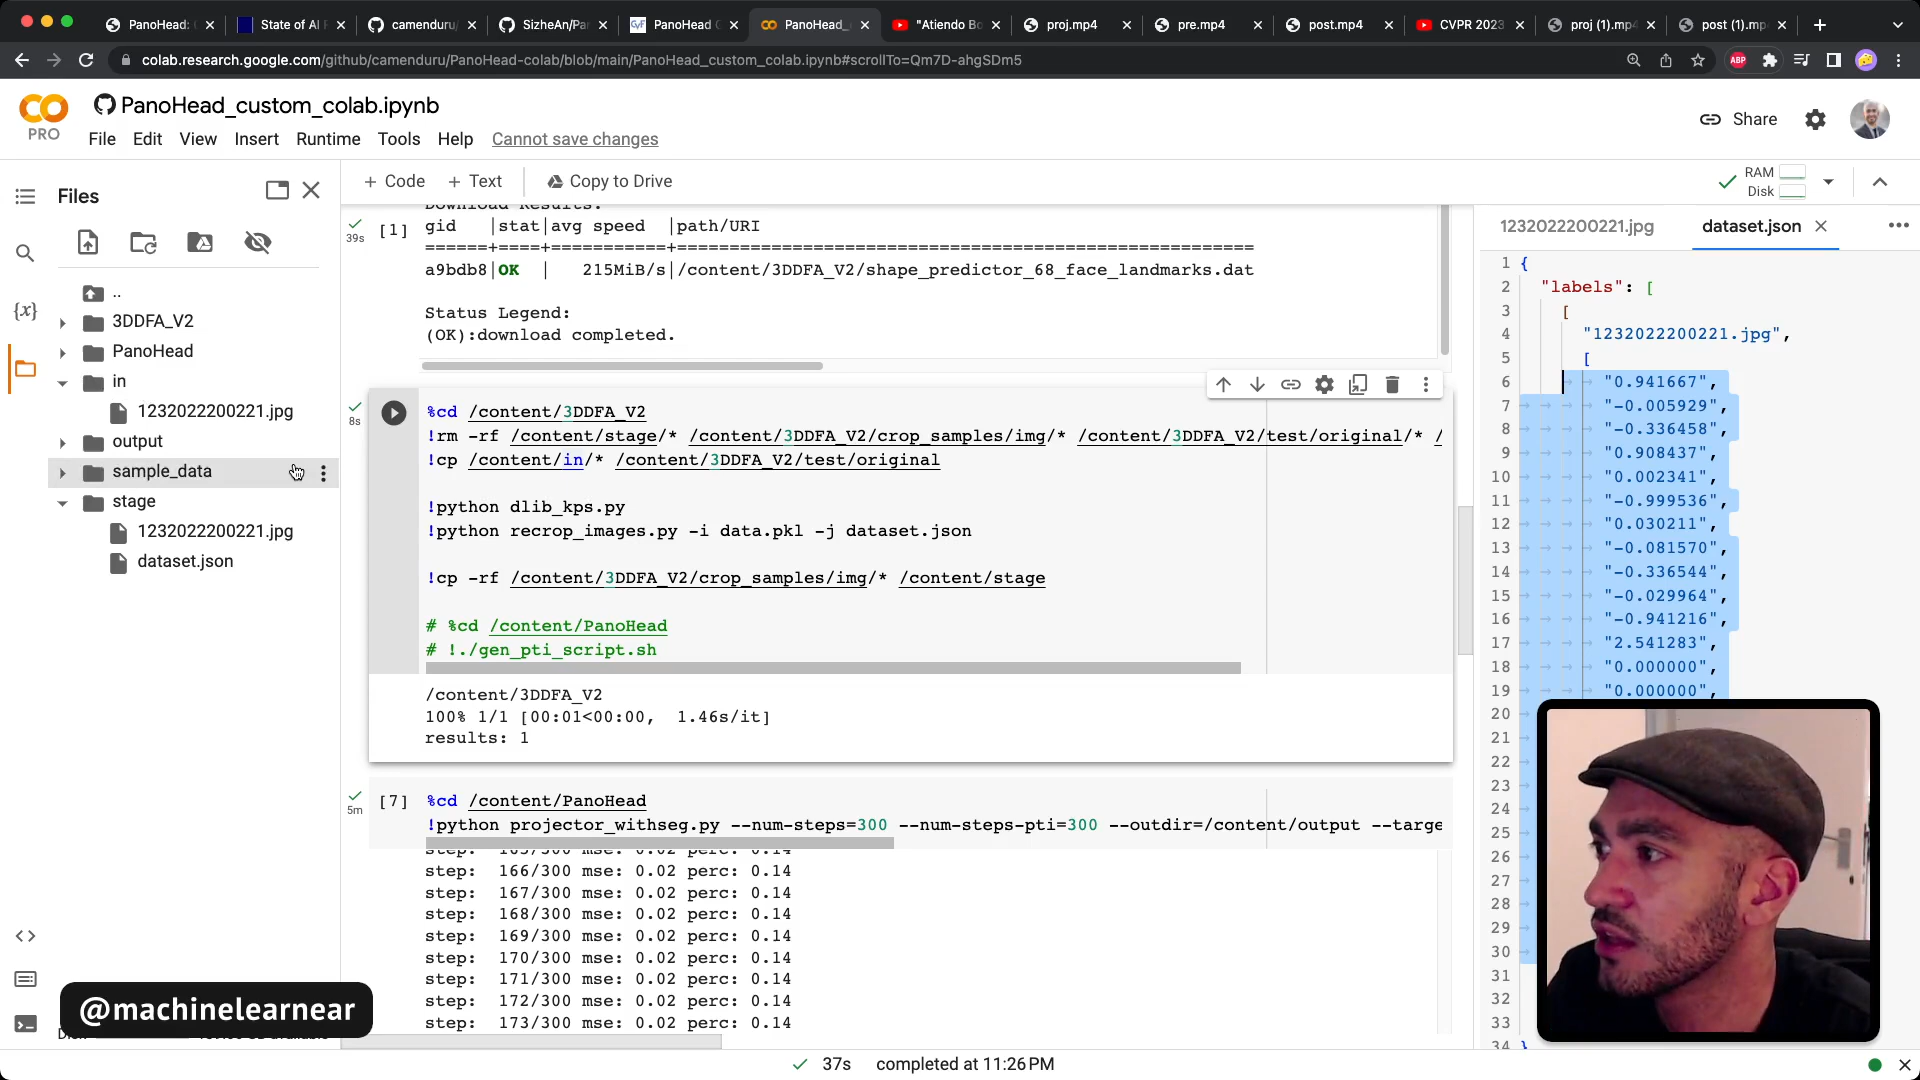 PanoHead:
State of AI R
camenduru/
SizheAn/Pan
PanoHead C
PanoHead_
"Atiendo Bo
proj.mp4
pre.mp4
post.mp4
CVPR 2023
proj (1).mp4
post (1).mp
colab.research.google.com/github/camenduru/PanoHead-colab/blob/main/PanoHead_custom_colab.ipynb#scrollTo=Qm7D-ahgSDm5
ABP
PanoHead_custom_colab.ipynb
PRO
File Edit View Insert Runtime Tools Help Cannot save changes
Share
Files
+ Code + Text
Copy to Drive
RAM
Disk
..
3DDFA_V2
PanoHead
in
1232022200221.jpg
output
sample_data
stage
1232022200221.jpg
dataset.json
{x}
Download Results:
39s
[1]
gid |stat|avg speed |path/URI
======+====+===========+=======================================================
a9bdb8|OK | 215MiB/s|/content/3DDFA_V2/shape_predictor_68_face_landmarks.dat
Status Legend:
(OK):download completed.
8s
%cd /content/3DDFA_V2
!rm -rf /content/stage/* /content/3DDFA_V2/crop_samples/img/* /content/3DDFA_V2/test/original/* /
!cp /content/in/* /content/3DDFA_V2/test/original
!python dlib_kps.py
!python recrop_images.py -i data.pkl -j dataset.json
!cp -rf /content/3DDFA_V2/crop_samples/img/* /content/stage
# %cd /content/PanoHead
# !./gen_pti_script.sh
/content/3DDFA_V2
100% 1/1 [00:01<00:00, 1.46s/it]
results: 1
5m
[7]
%cd /content/PanoHead
!python projector_withseg.py --num-steps=300 --num-steps-pti=300 --outdir=/content/output --targe
step: 165/300 mse: 0.02 perc: 0.14
step: 166/300 mse: 0.02 perc: 0.14
step: 167/300 mse: 0.02 perc: 0.14
step: 168/300 mse: 0.02 perc: 0.14
step: 169/300 mse: 0.02 perc: 0.14
step: 170/300 mse: 0.02 perc: 0.14
step: 171/300 mse: 0.02 perc: 0.14
step: 172/300 mse: 0.02 perc: 0.14
step: 173/300 mse: 0.02 perc: 0.14
1232022200221.jpg
dataset.json
1 {
2 "labels": [
3 [
4 "1232022200221.jpg",
5 [
6 "0.941667",
7 "-0.005929",
8 "-0.336458",
9 "0.908437",
10 "0.002341",
11 "-0.999536",
12 "0.030211",
13 "-0.081570",
14 "-0.336544",
15 "-0.029964",
16 "-0.941216",
17 "2.541283",
18 "0.000000",
19 "0.000000",
20
21
22
23
24
25
26
27
28
29
30
31
32
33
34 }
@machinelearnear
37s completed at 11:26 PM